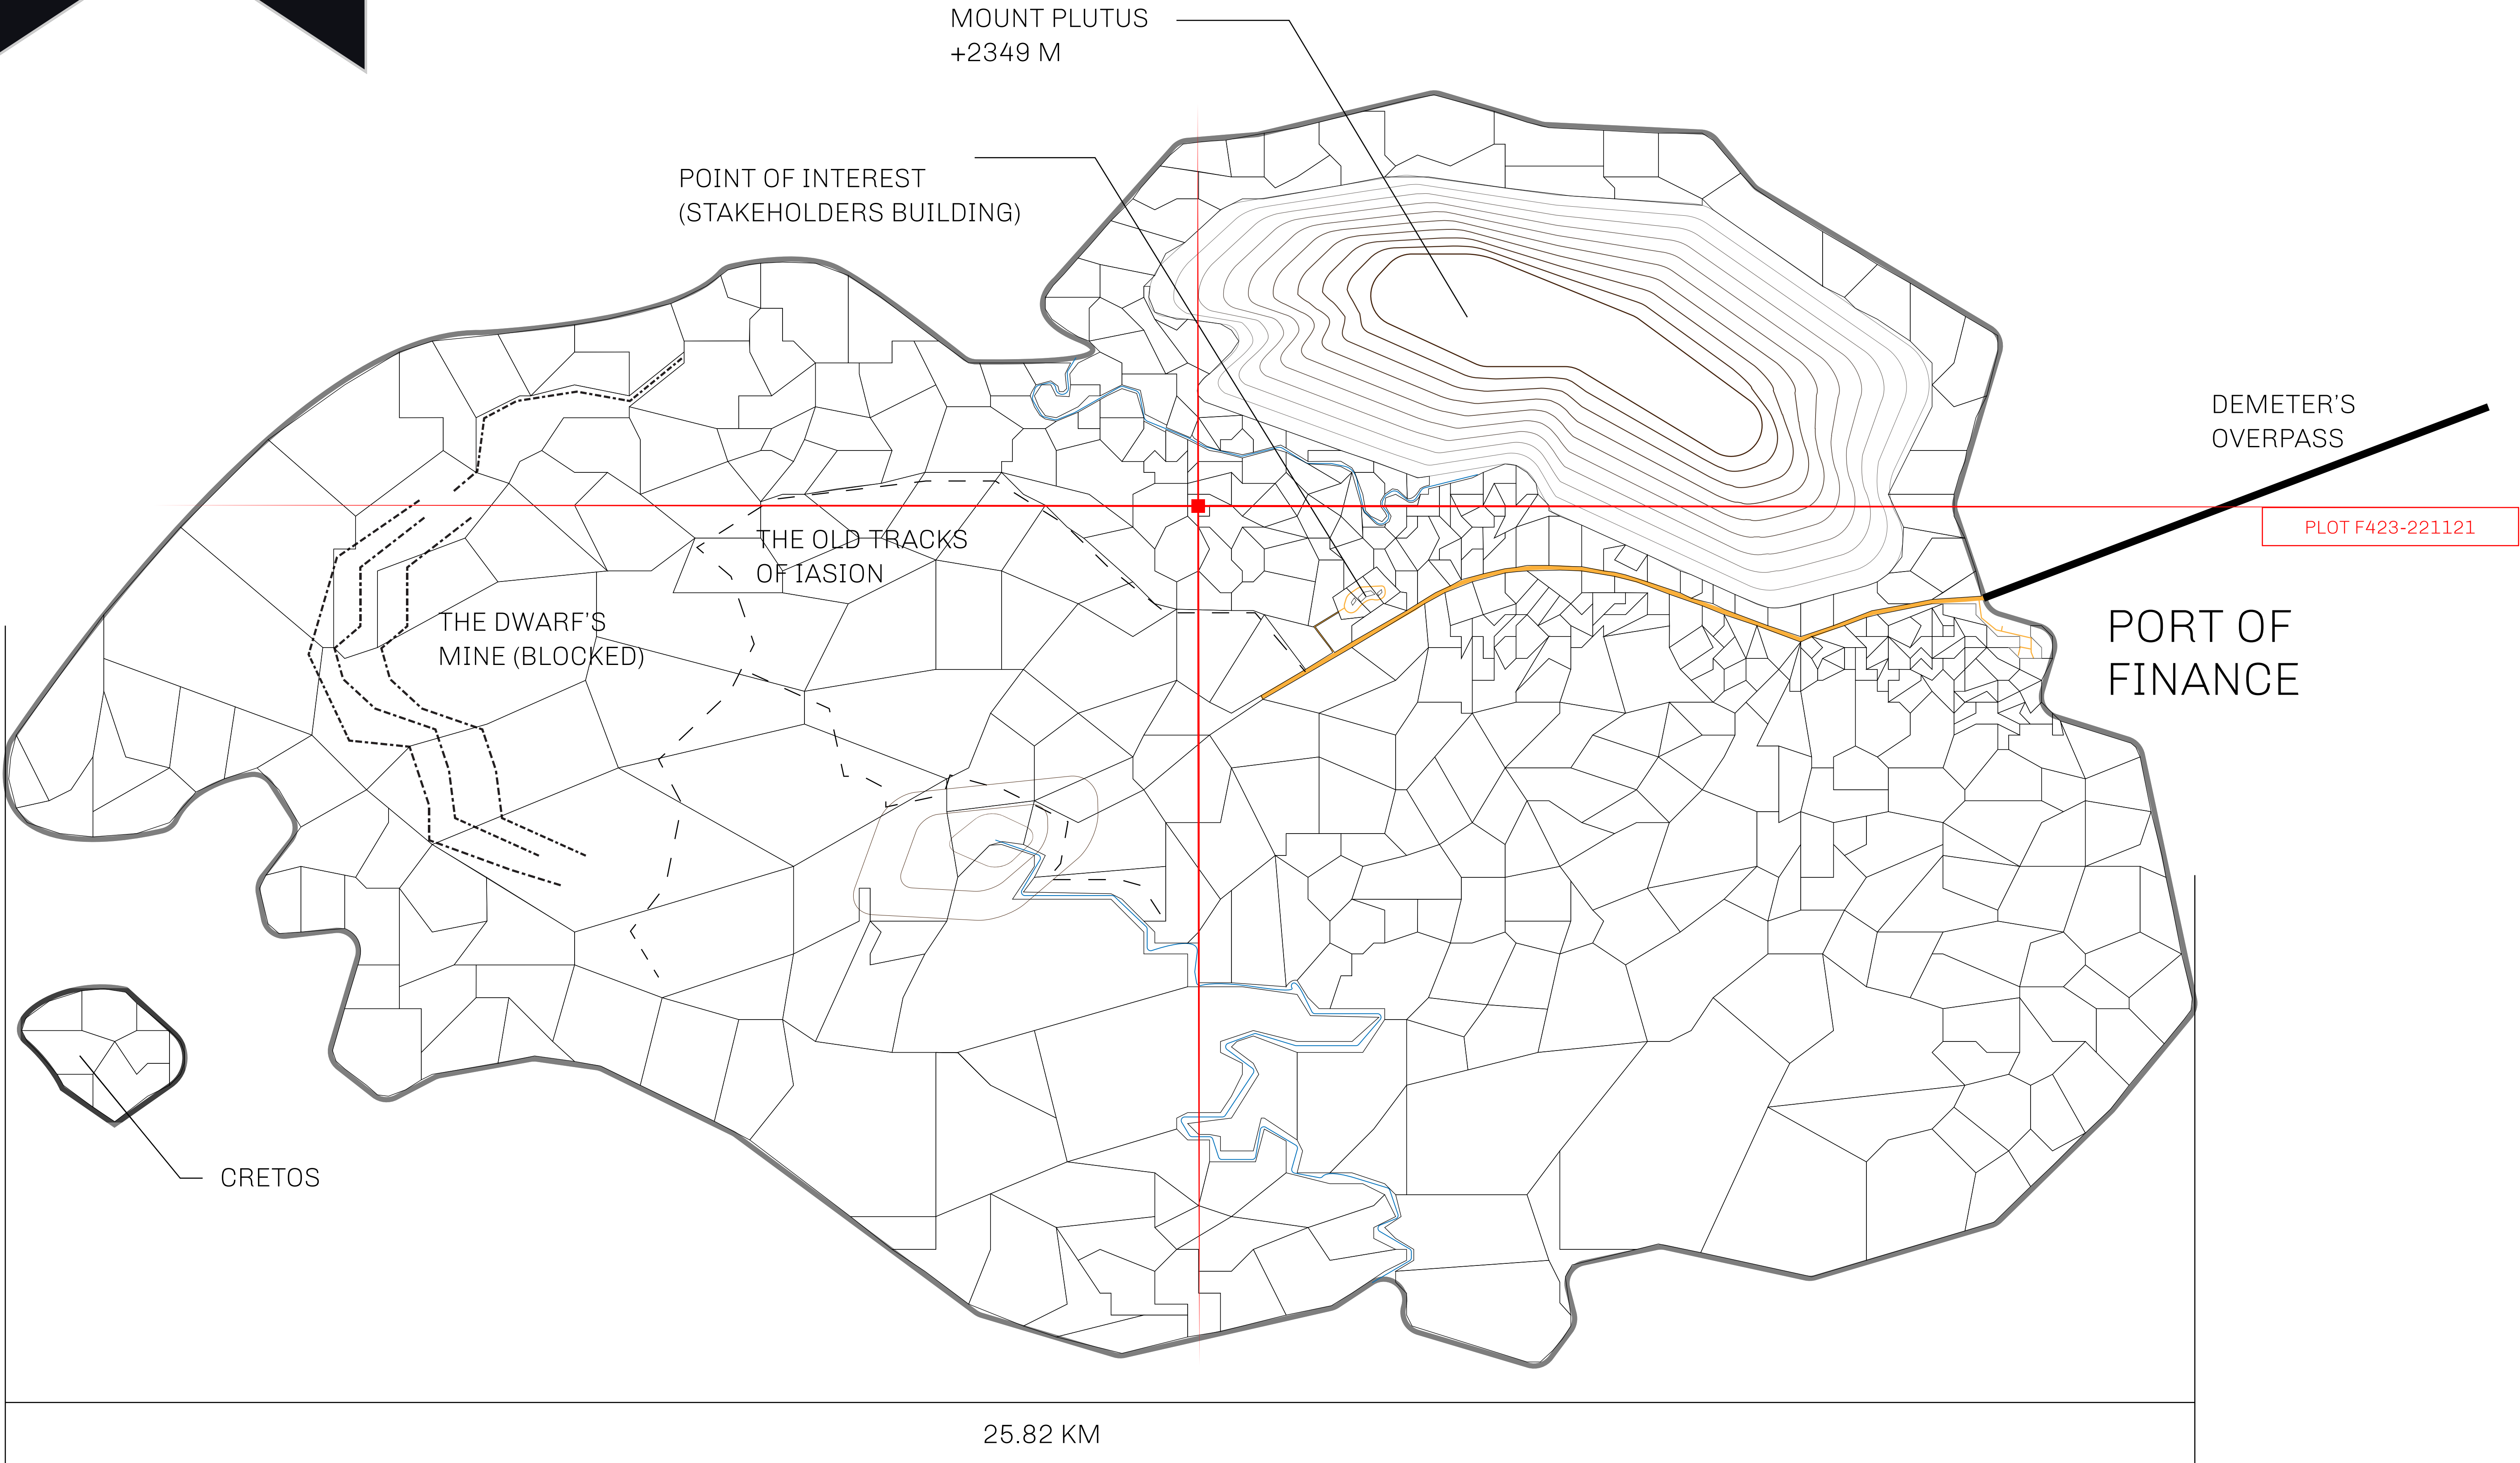 MOUNT PLUTUS
+2349 M
POINT OF INTEREST
(STAKEHOLDERS BUILDING)
DEMETER'S
OVERPASS
PLOT F423-221121
THE OLD TRACKS
OF IASION
THE DWARF'S
MINE (BLOCKED)
PORT OF
FINANCE
CRETOS
25.82 KM